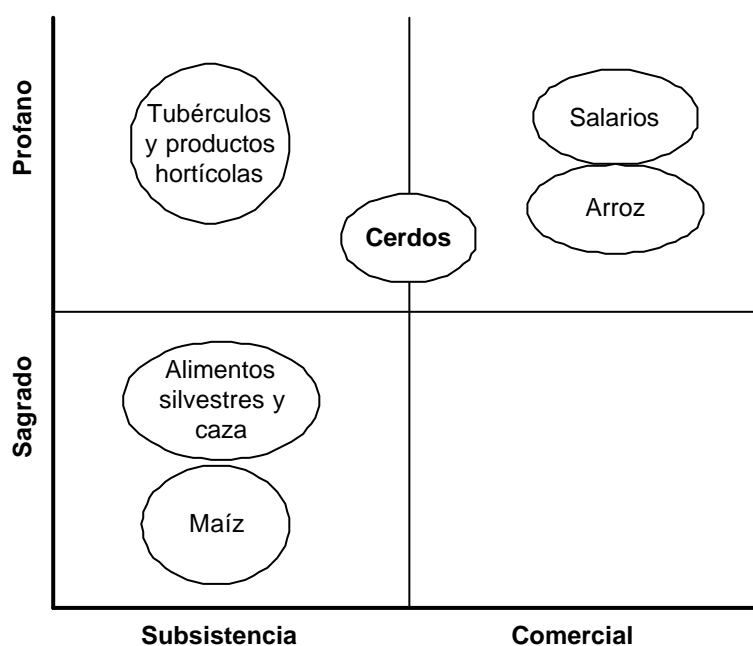 Profano
Tubérculos
y productos
hortícolas
Salarios
Arroz
Cerdos
Sagrado
Alimentos
silvestres y
caza
Maíz
Subsistencia
Comercial